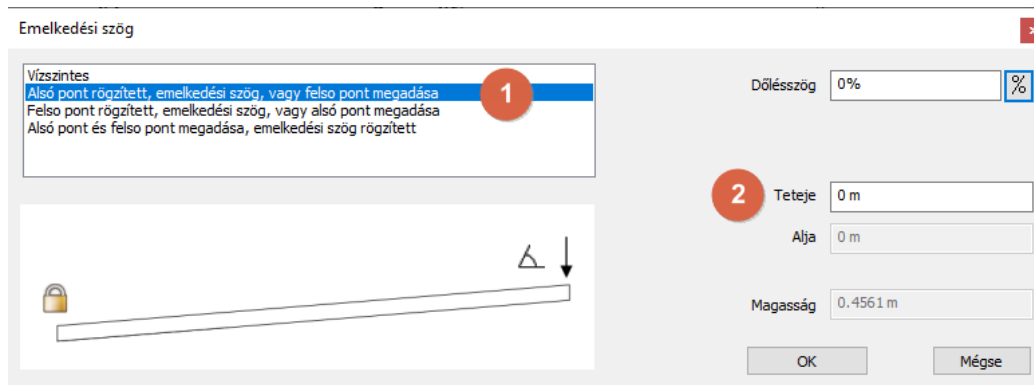 Emelkedési szög
Vízszintes
Alsó pont rögzített, emelkedési szög, vagy felso pont megadása
Felso pont rögzített, emelkedési szög, vagy alsó pont megadása
Alsó pont és felso pont megadása, emelkedési szög rögzített
1
Dőlésszög 0% %
2 Teteje 0 m
Alja 0 m
Magasság 0.4561 m
OK Mégse